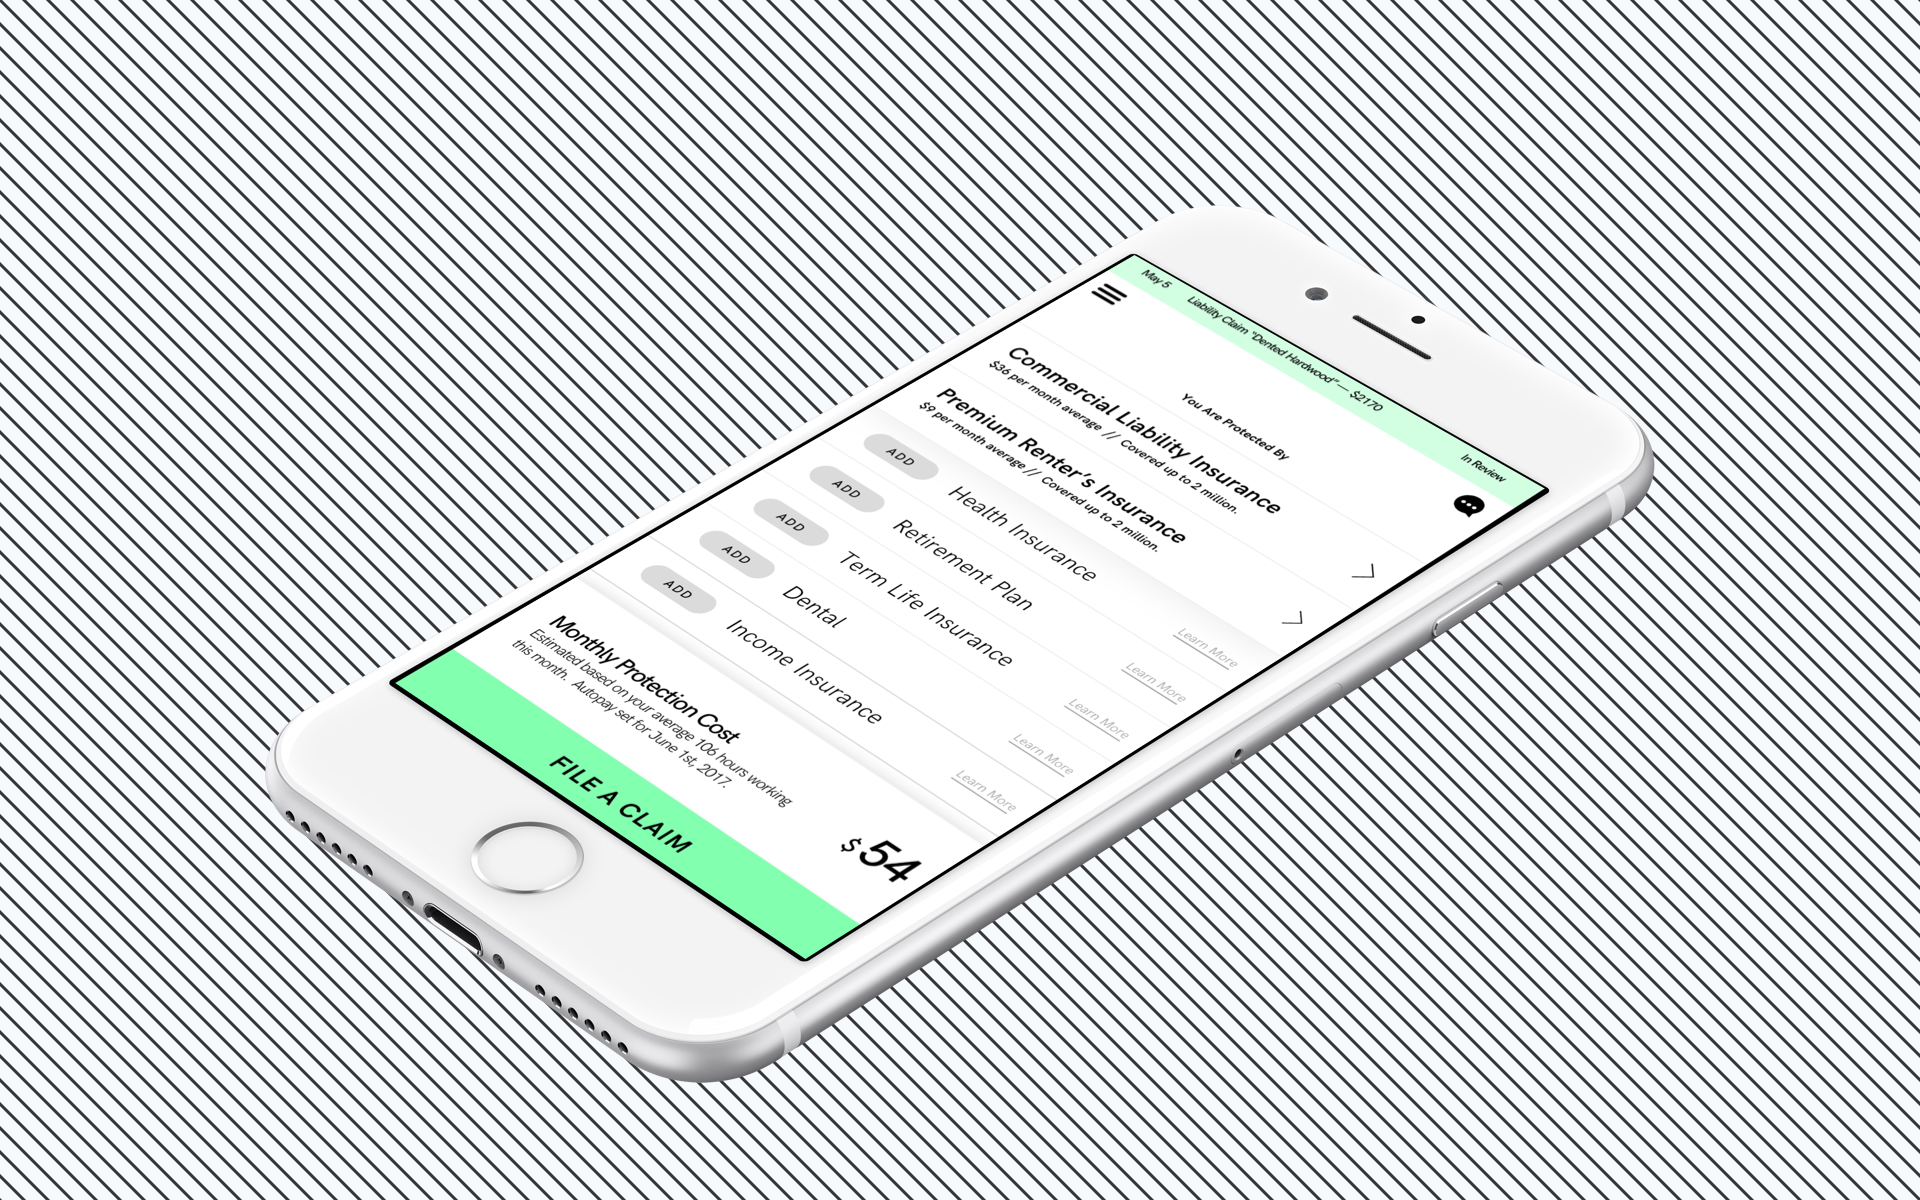 May 5 Liability Claim "Dented Hardwood"— $2170 In Review
You Are Protected By
Commercial Liability Insurance
$36 per month average // Covered up to 2 million.
Premium Renter's Insurance
$9 per month average // Covered up to 2 million.
ADD Health Insurance Learn More
ADD Retirement Plan Learn More
ADD Term Life Insurance Learn More
ADD Dental Learn More
ADD Income Insurance Learn More
Monthly Protection Cost
Estimated based on your average 106 hours working
this month. Autopay set for June 1st, 2017.
$54
FILE A CLAIM